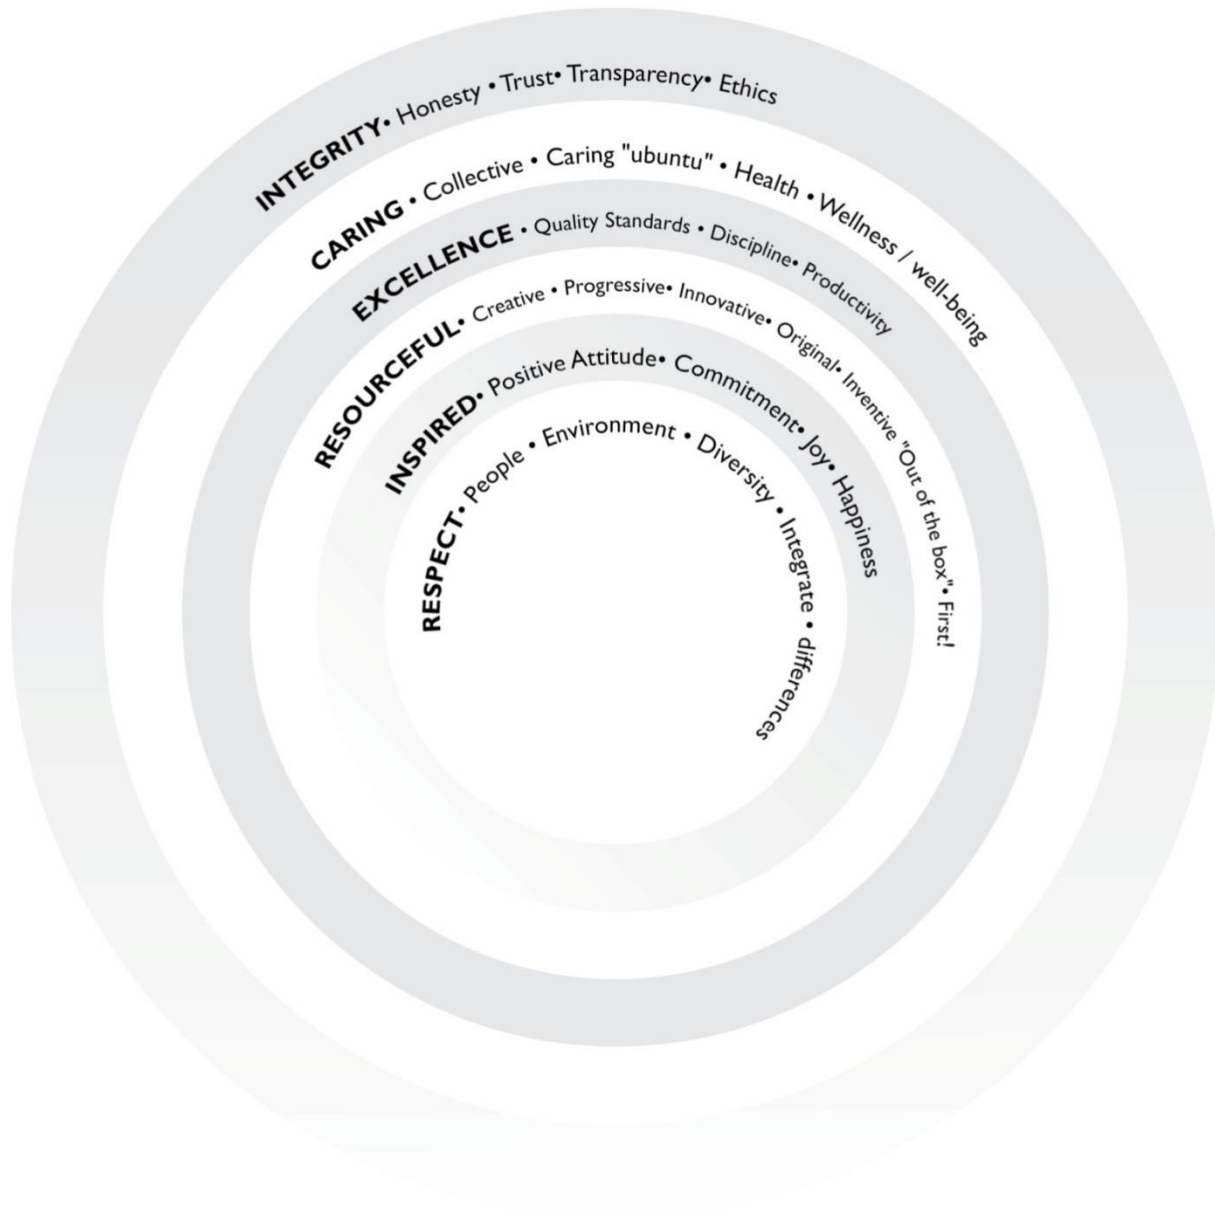 INTEGRITY• Honesty • Trust• Transparency• Ethics
CARING • Collective • Caring "ubuntu" • Health • Wellness / well-being
EXCELLENCE • Quality Standards • Discipline• Productivity
RESOURCEFUL• Creative • Progressive• Innovative• Original• Inventive "Out of the box"• First!
INSPIRED• Positive Attitude• Commitment• Joy• Happiness
RESPECT• People • Environment • Diversity • Integrate • differences